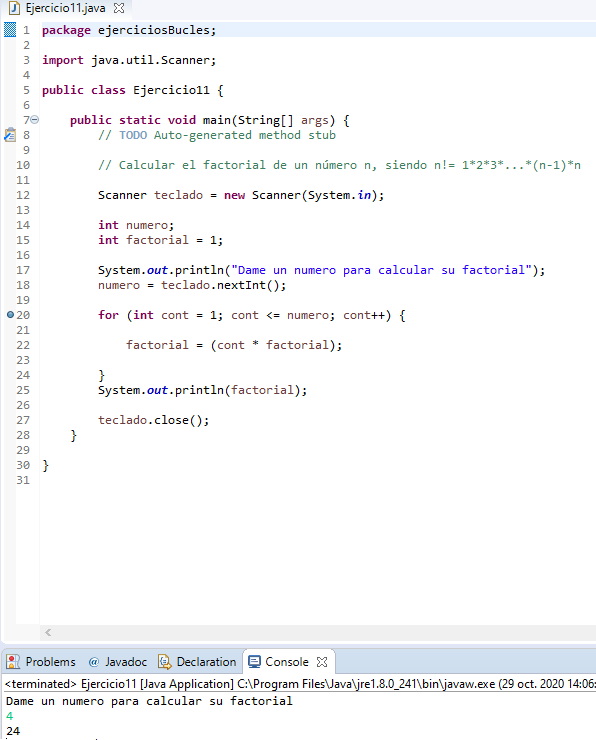 Ejercicio11.java
1 package ejerciciosBucles;
2
3 import java.util.Scanner;
4
5 public class Ejercicio11 {
6
7 public static void main(String[] args) {
8 // TODO Auto-generated method stub
9
10 // Calcular el factorial de un número n, siendo n!= 1*2*3*...*(n-1)*n
11
12 Scanner teclado = new Scanner(System.in);
13
14 int numero;
15 int factorial = 1;
16
17 System.out.println("Dame un numero para calcular su factorial");
18 numero = teclado.nextInt();
19
20 for (int cont = 1; cont <= numero; cont++) {
21
22 factorial = (cont * factorial);
23
24 }
25 System.out.println(factorial);
26
27 teclado.close();
28 }
29
30 }
31
Problems @ Javadoc Declaration Console
<terminated> Ejercicio11 [Java Application] C:\Program Files\Java\jre1.8.0_241\bin\javaw.exe (29 oct. 2020 14:06:
Dame un numero para calcular su factorial
4
24